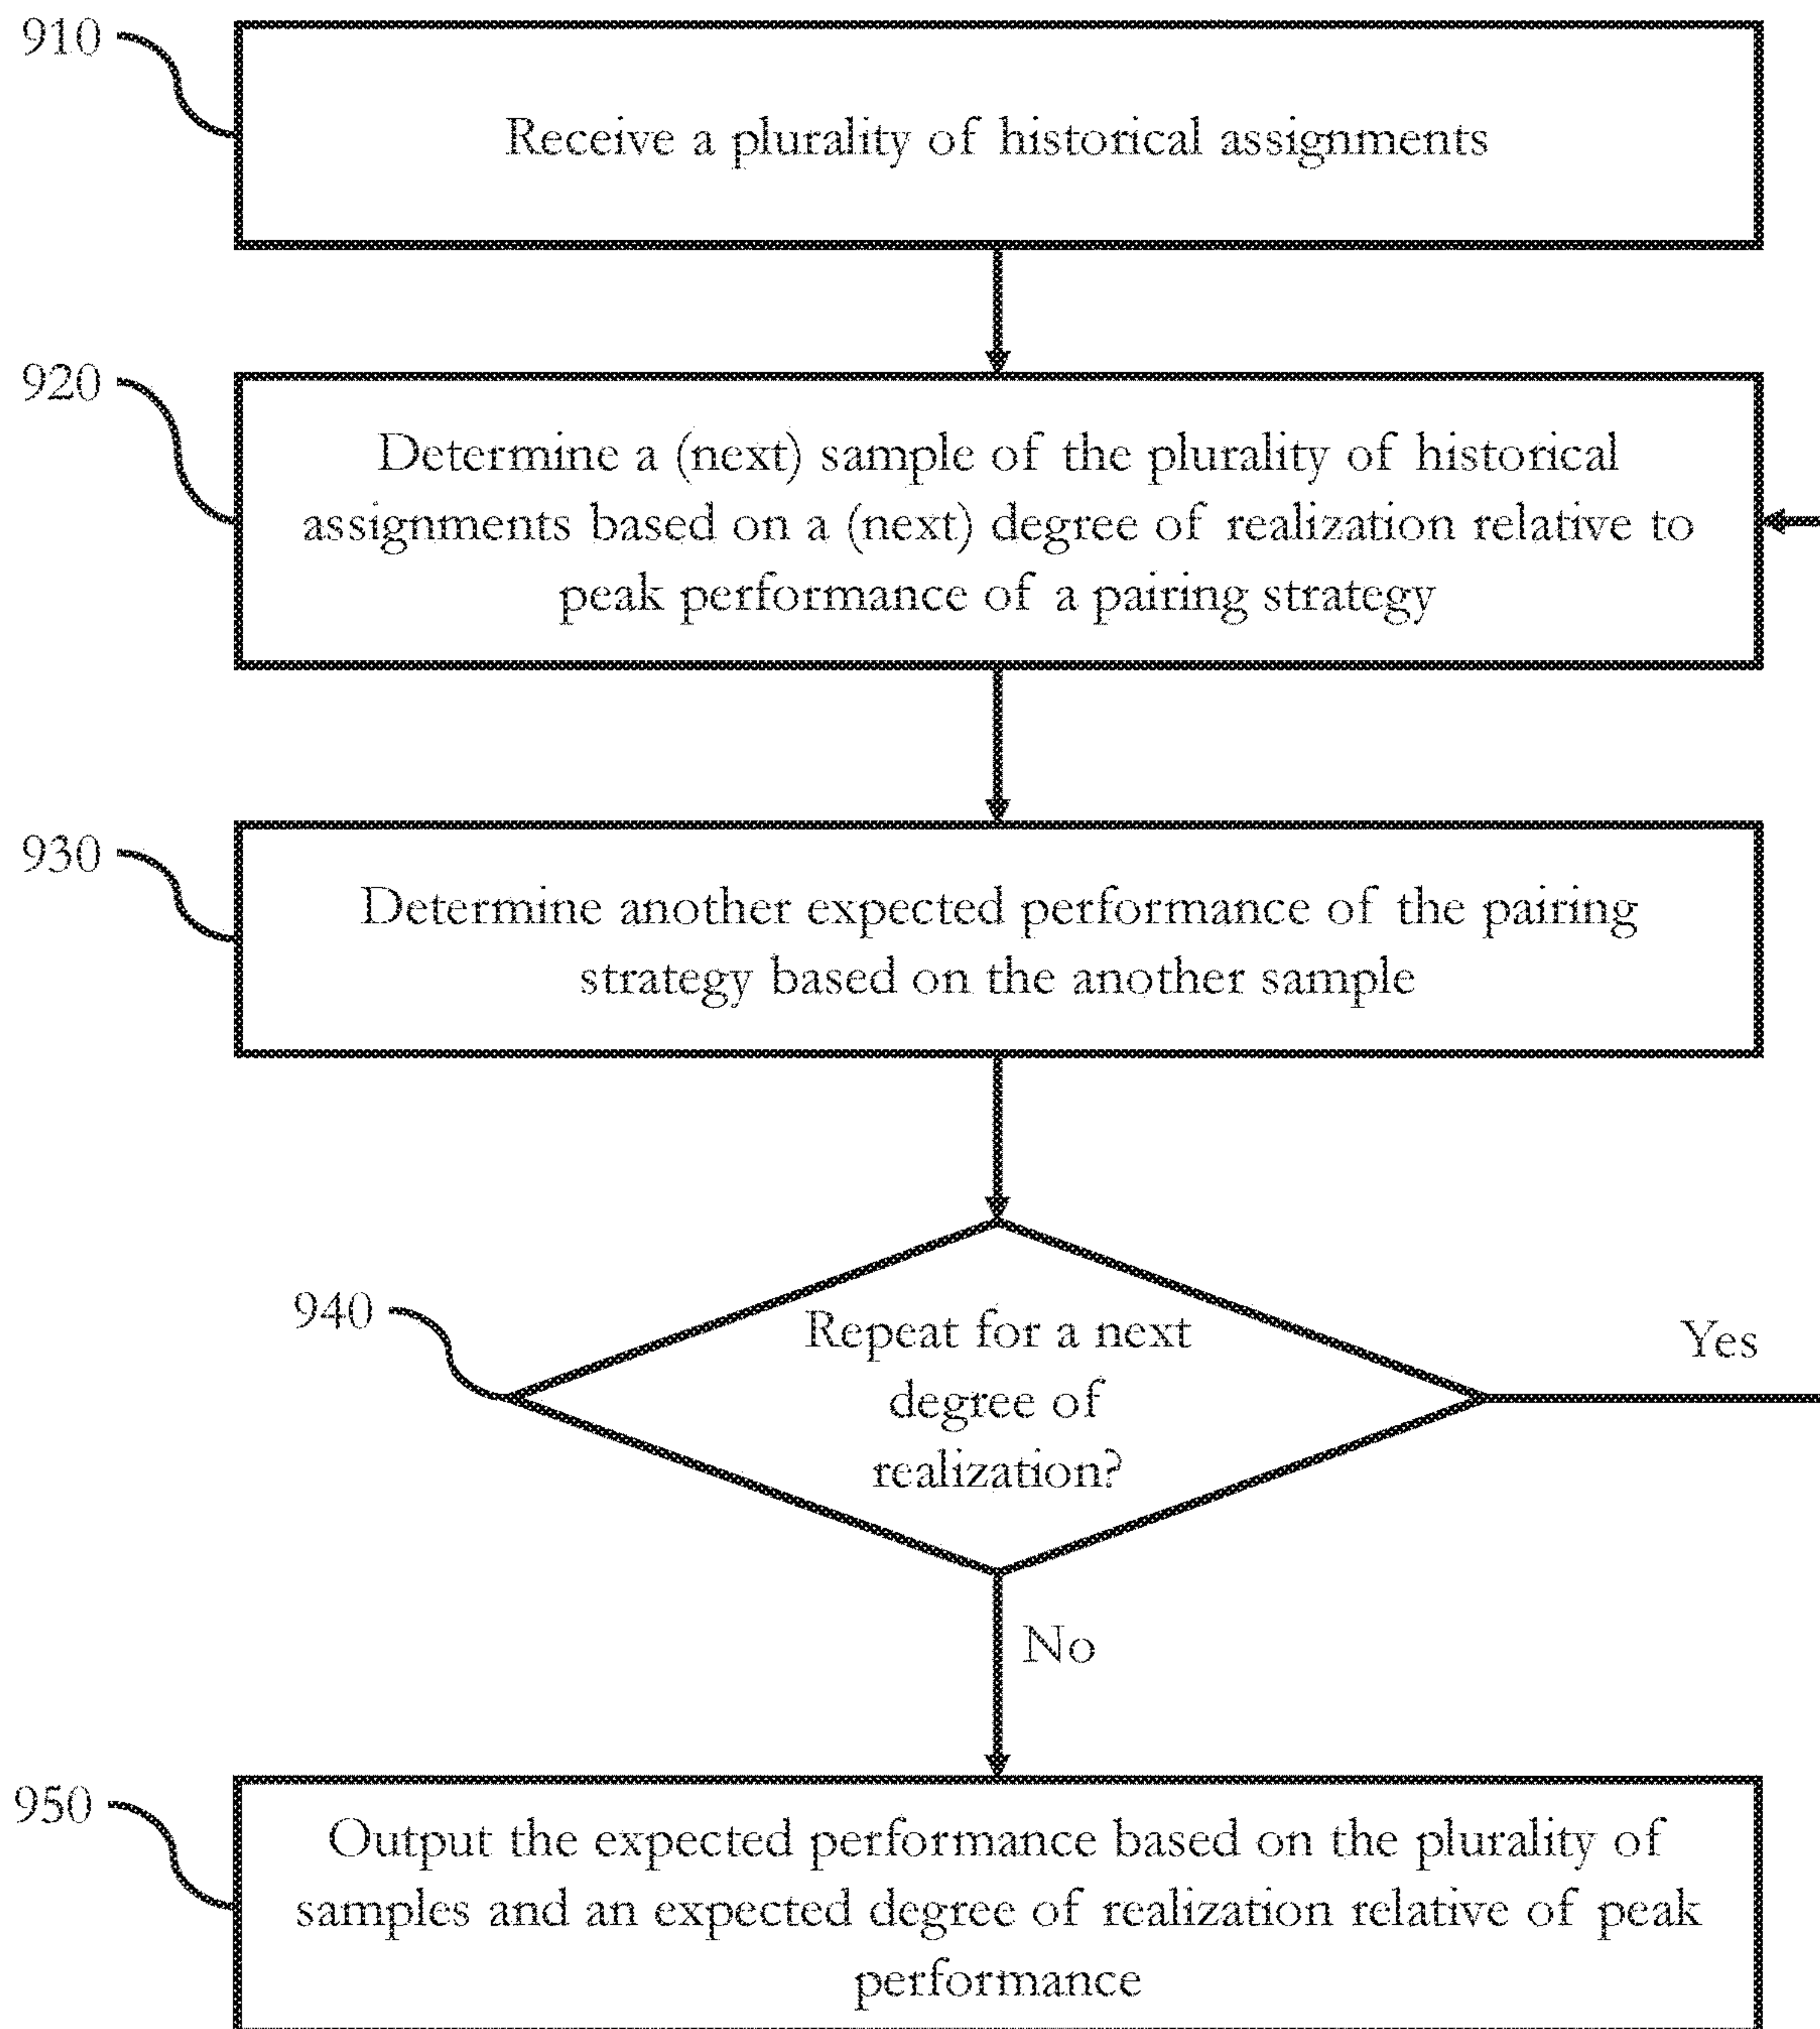 910
Receive a plurality of historical assignments
920
Determine a (next) sample of the plurality of historical
assignments based on a (next) degree of realization relative to
peak performance of a pairing strategy
930
Determine another expected performance of the pairing
strategy based on the another sample
940
Repeat for a next
degree of
realization?
Yes
No
950
Output the expected performance based on the plurality of
samples and an expected degree of realization relative of peak
performance